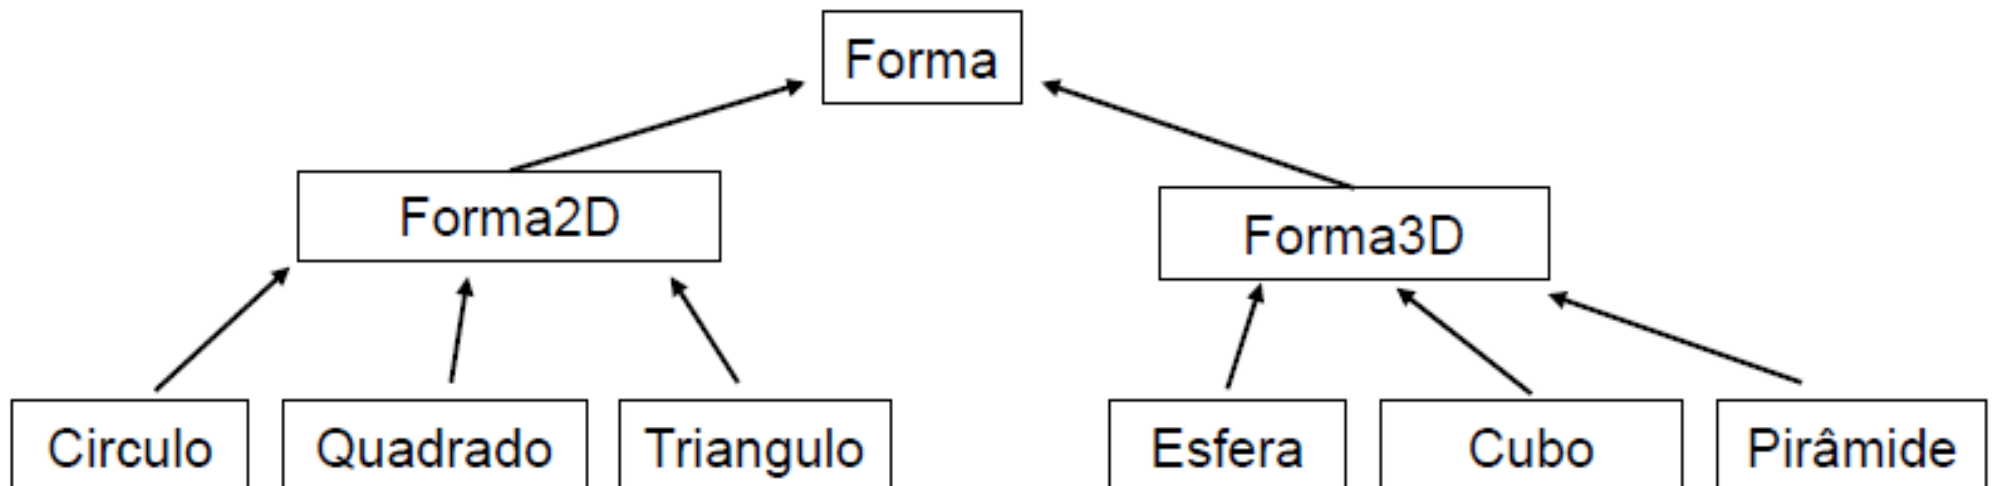 Forma
Forma2D
Forma3D
Circulo
Quadrado
Triangulo
Esfera
Cubo
Pirâmide